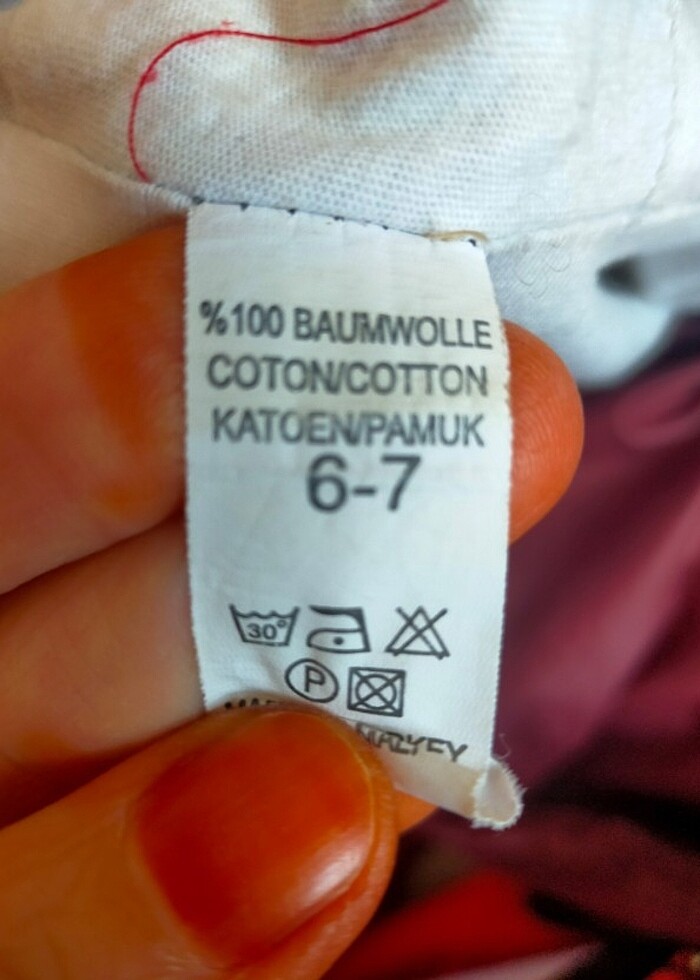 %100 BAUMWOLLE
COTON/COTTON
KATOEN/PAMUK
6-7
30°
P